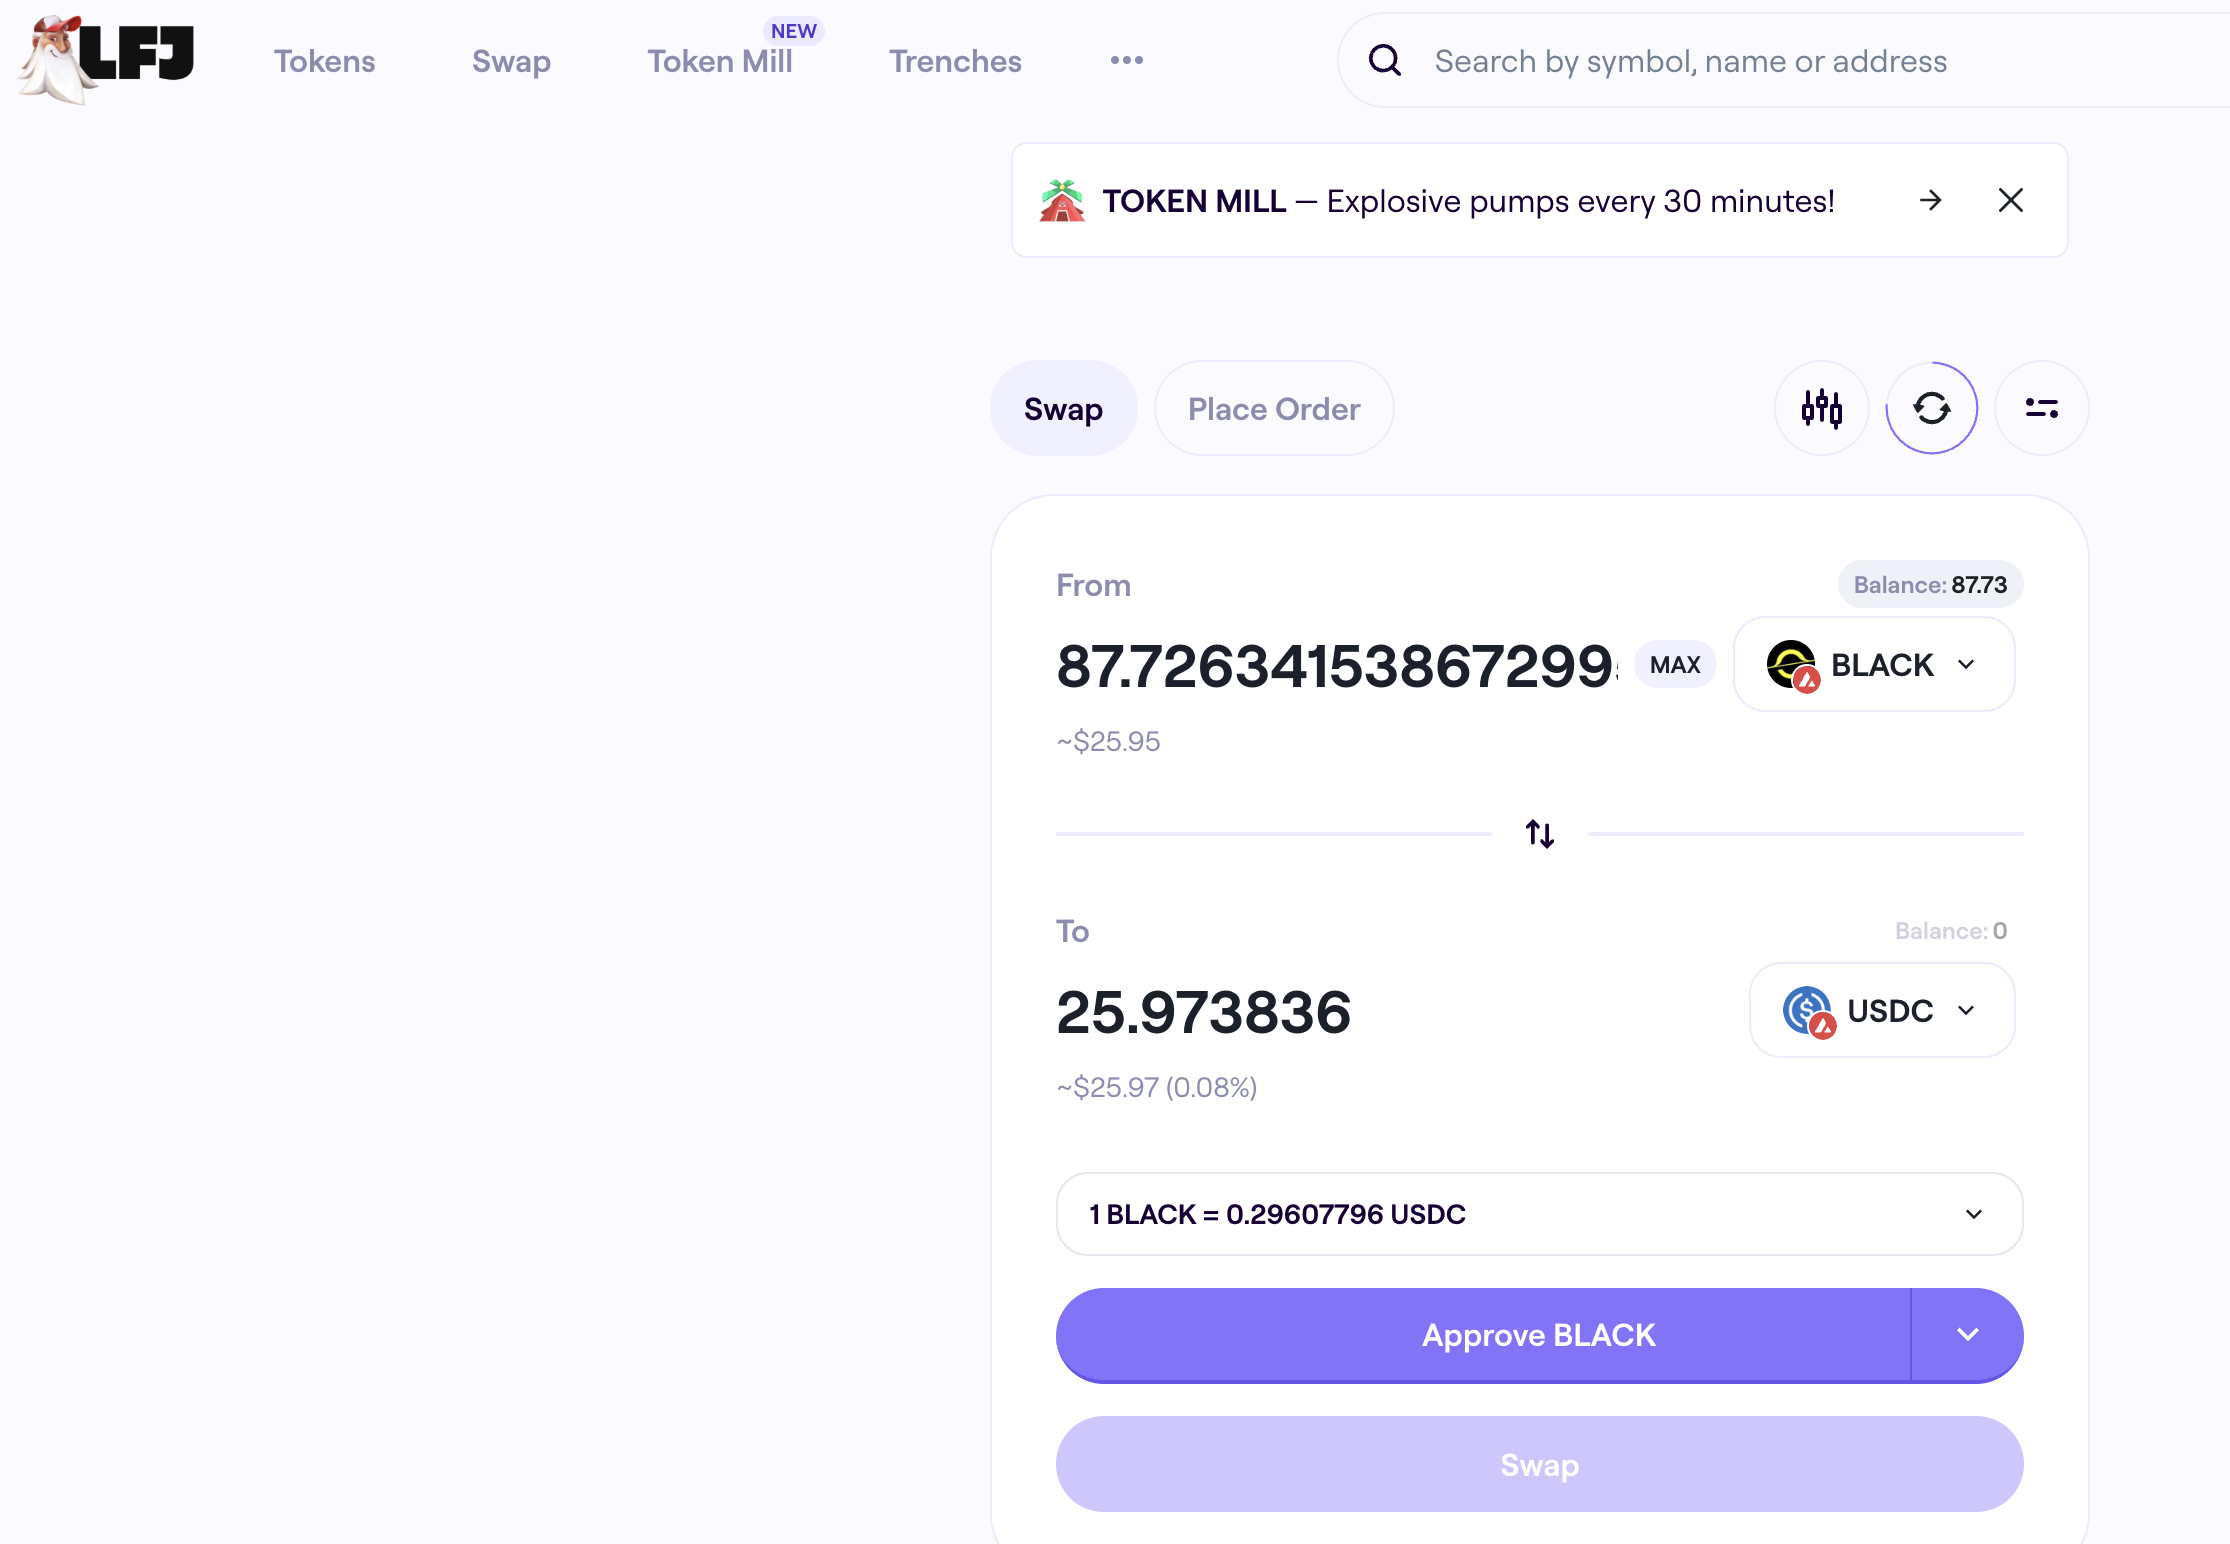 LFJ
Tokens
Swap
Token Mill
NEW
Trenches
Search by symbol, name or address
TOKEN MILL — Explosive pumps every 30 minutes!
Swap
Place Order
From
Balance: 87.73
87.72634153867299
MAX
BLACK
~$25.95
To
Balance: 0
25.973836
USDC
~$25.97 (0.08%)
1 BLACK = 0.29607796 USDC
Approve BLACK
Swap